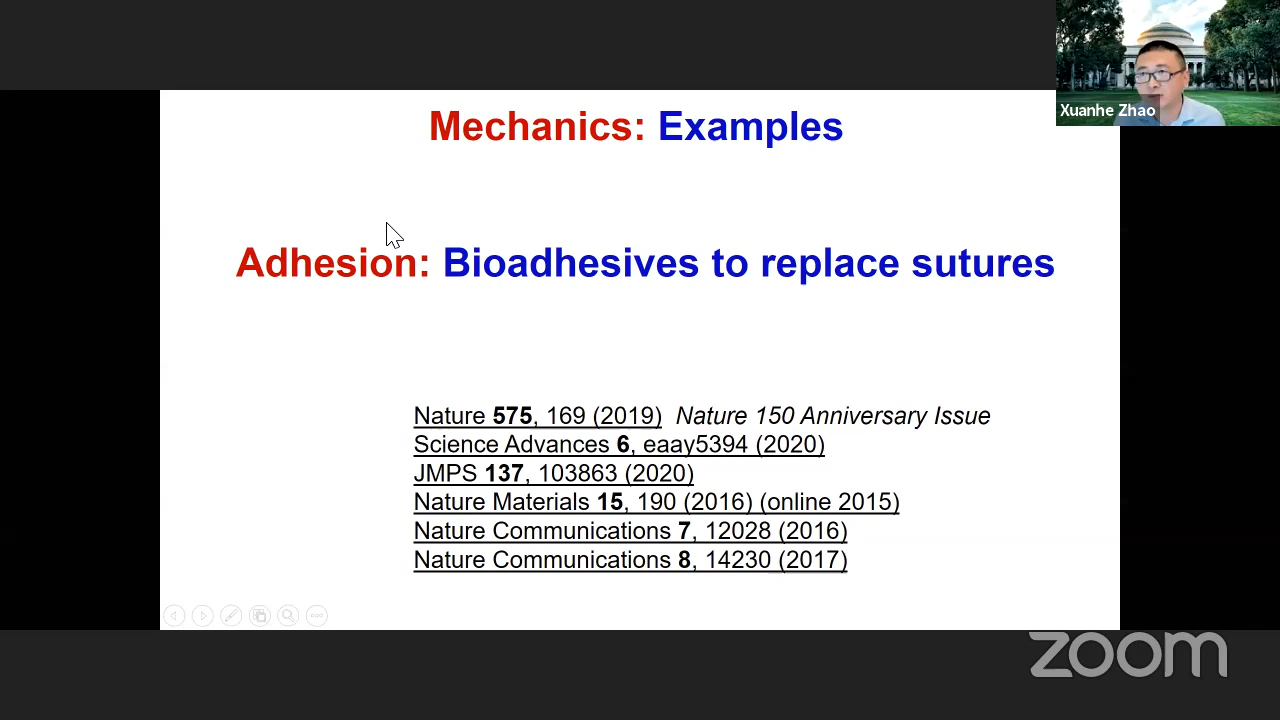 Xuanhe Zhao
Mechanics: Examples
Adhesion: Bioadhesives to replace sutures
Nature 575, 169 (2019) Nature 150 Anniversary Issue
Science Advances 6, eaay5394 (2020)
JMPS 137, 103863 (2020)
Nature Materials 15, 190 (2016) (online 2015)
Nature Communications 7, 12028 (2016)
Nature Communications 8, 14230 (2017)
zoom